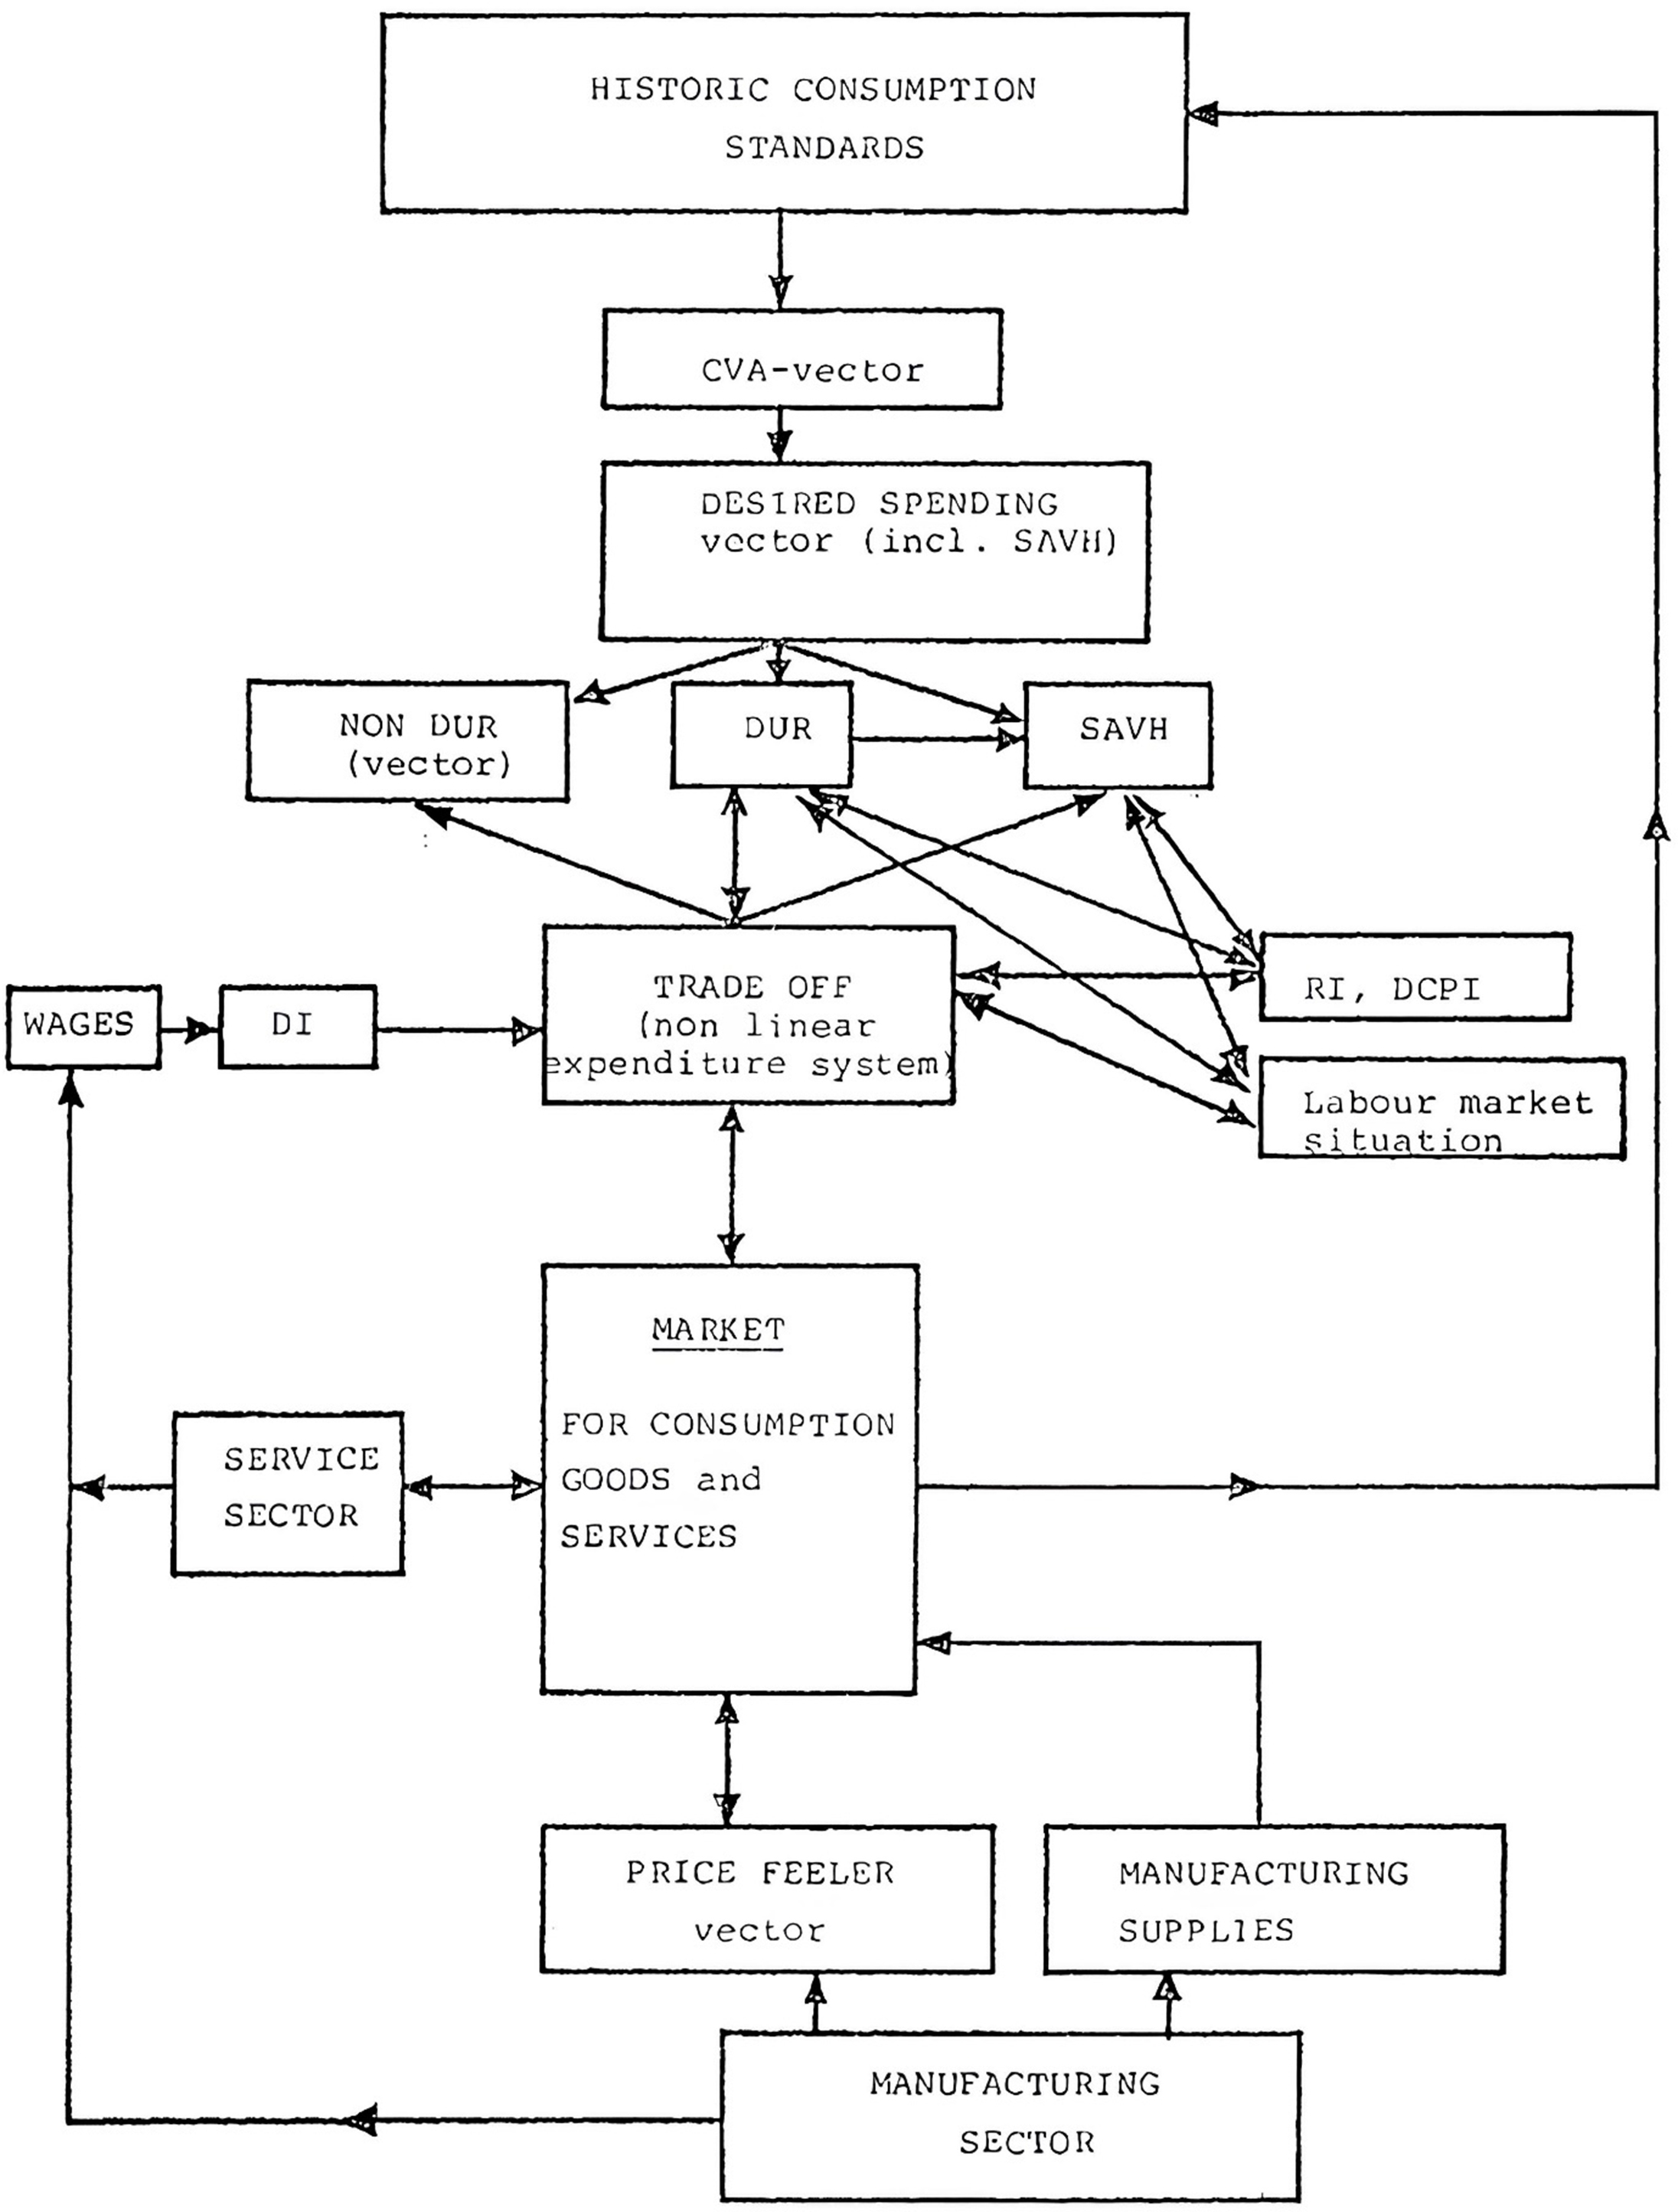 HISTORIC CONSUMPTION
STANDARDS
CVA-vector
DESIRED SPENDING
vector (incl. SAVH)
NON DUR
(vector)
DUR
SAVH
TRADE OFF
(non linear
expenditure system)
RI, DCPI
WAGES
DI
Labour market
situation
MARKET
FOR CONSUMPTION
GOODS and
SERVICES
SERVICE
SECTOR
PRICE FEELER
vector
MANUFACTURING
SUPPLIES
MANUFACTURING
SECTOR